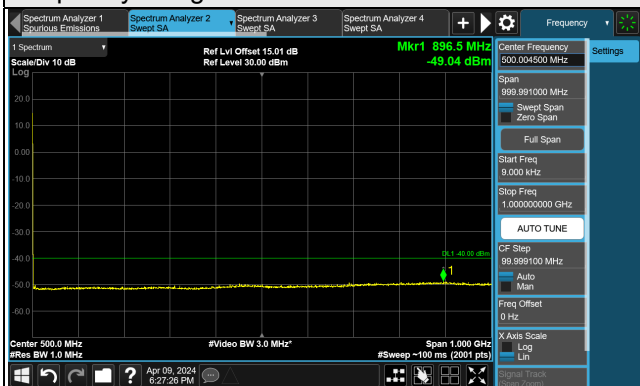 Spectrum Analyzer 1
Spurious Emissions
Spectrum Analyzer 2
Swept SA
Spectrum Analyzer 3
Swept SA
Spectrum Analyzer 4
Swept SA
Frequency
1 Spectrum
Scale/Div 10 dB
Log
Ref Lvl Offset 15.01 dB
Ref Level 30.00 dBm
Mkr1 896.5 MHz
-49.04 dBm
20.0
10.0
0.00
-10.0
-20.0
-30.0
-40.0
-50.0
-60.0
DL1 -40.00 dBm
1
Center 500.0 MHz
#Res BW 1.0 MHz
#Video BW 3.0 MHz*
Span 1.000 GHz
#Sweep ~100 ms (2001 pts)
Center Frequency
500.004500 MHz
Settings
Span
999.991000 MHz
Swept Span
Zero Span
Full Span
Start Freq
9.000 kHz
Stop Freq
1.000000000 GHz
AUTO TUNE
CF Step
99.999100 MHz
Auto
Man
Freq Offset
0 Hz
X Axis Scale
Log
Lin
Signal Track
(Span Zoom)
?
Apr 09, 2024
6:27:26 PM